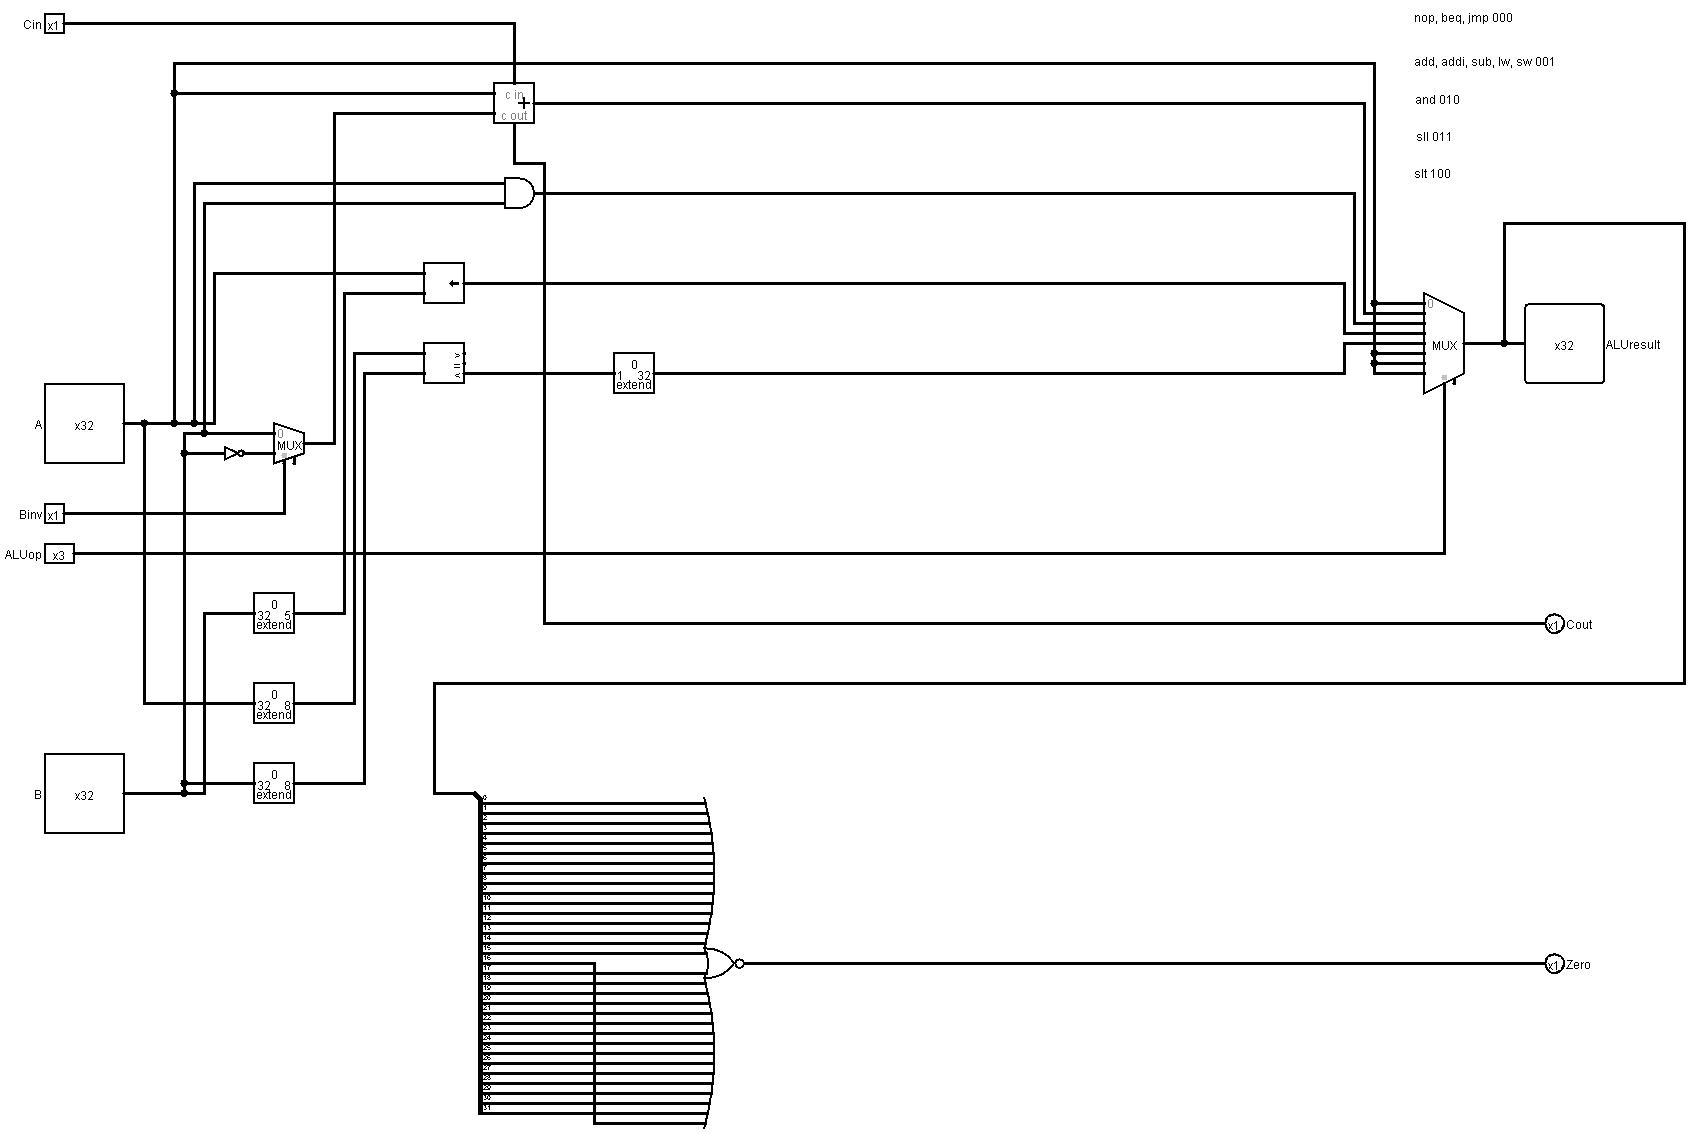 Cin x1
nop, beq, jmp 000
add, addi, sub, lw, sw 001
c in
+
c out
and 010
sll 011
slt 100
0
MUX
x32 ALUresult
0
1 32
extend
A x32
0
MUX
Binv x1
ALUop x3
0
32 5
extend
x1 Cout
0
32 8
extend
B x32
0
32 8
extend
0
1
2
3
4
5
6
7
8
9
10
11
12
13
14
15
16
17
18
19
20
21
22
23
24
25
26
27
28
29
30
31
x1 Zero